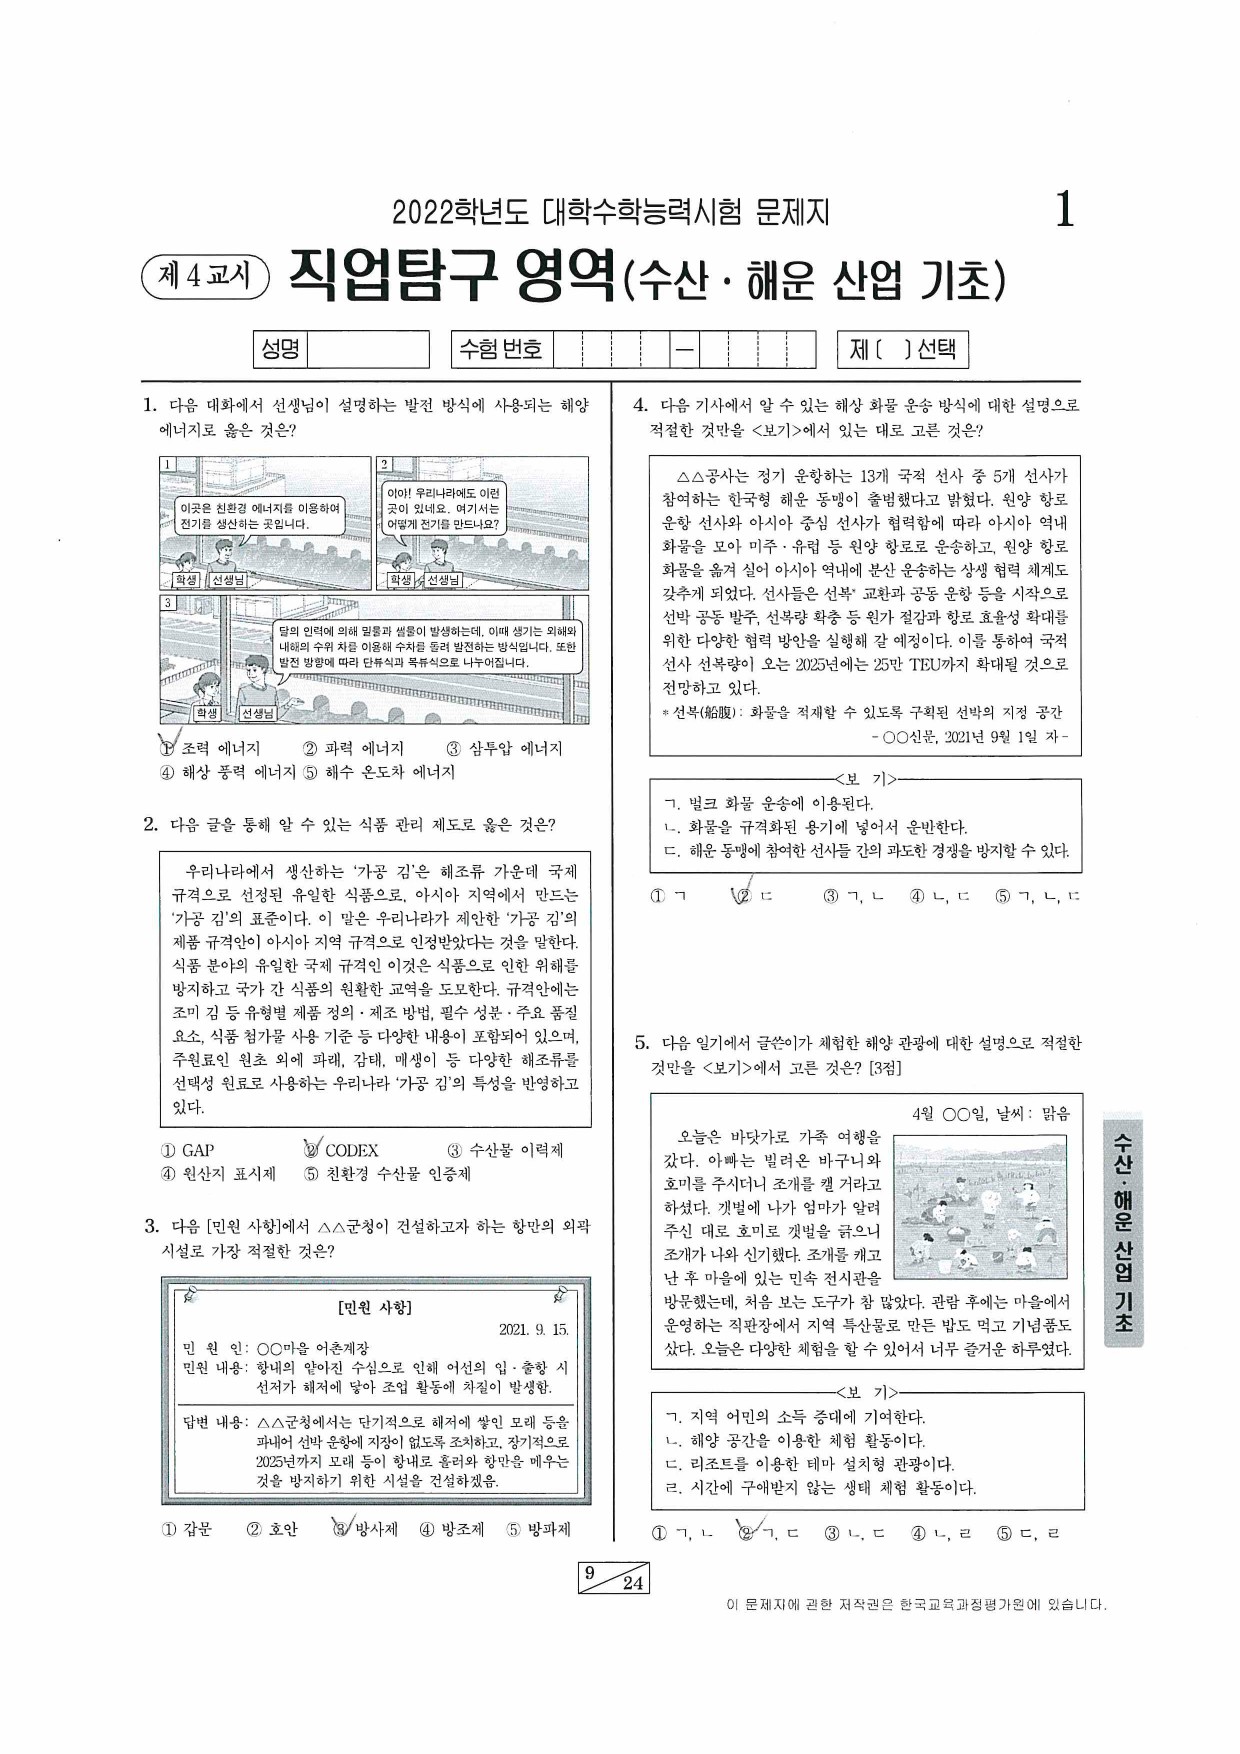 2022학년도 대학수학능력시험 문제지
1
제 4 교시
직업탐구 영역(수산·해운 산업 기초)
성명
수험 번호
—
제 [ ] 선택
1. 다음 대화에서 선생님이 설명하는 발전 방식에 사용되는 해양
에너지로 옳은 것은?
1
이곳은 친환경 에너지를 이용하여
전기를 생산하는 곳입니다.
학생 선생님
2
이야! 우리나라에도 이런
곳이 있네요. 여기서는
어떻게 전기를 만드나요?
학생 선생님
3
달의 인력에 의해 밀물과 썰물이 발생하는데, 이때 생기는 외해와
내해의 수위 차를 이용해 수차를 돌려 발전하는 방식입니다. 또한
발전 방향에 따라 단류식과 복류식으로 나누어집니다.
학생 선생님
① 조력 에너지 ② 파력 에너지 ③ 삼투압 에너지
④ 해상 풍력 에너지 ⑤ 해수 온도차 에너지
2. 다음 글을 통해 알 수 있는 식품 관리 제도로 옳은 것은?
우리나라에서 생산하는 ‘가공 김’은 해조류 가운데 국제
규격으로 선정된 유일한 식품으로, 아시아 지역에서 만드는
‘가공 김’의 표준이다. 이 말은 우리나라가 제안한 ‘가공 김’의
제품 규격안이 아시아 지역 규격으로 인정받았다는 것을 말한다.
식품 분야의 유일한 국제 규격인 이것은 식품으로 인한 위해를
방지하고 국가 간 식품의 원활한 교역을 도모한다. 규격안에는
조미 김 등 유형별 제품 정의·제조 방법, 필수 성분·주요 품질
요소, 식품 첨가물 사용 기준 등 다양한 내용이 포함되어 있으며,
주원료인 원초 외에 파래, 감태, 매생이 등 다양한 해조류를
선택성 원료로 사용하는 우리나라 ‘가공 김’의 특성을 반영하고
있다.
① GAP ② CODEX ③ 수산물 이력제
④ 원산지 표시제 ⑤ 친환경 수산물 인증제
3. 다음 [민원 사항]에서 △△군청이 건설하고자 하는 항만의 외곽
시설로 가장 적절한 것은?
[민원 사항]
2021. 9. 15.
민 원 인: ○○마을 어촌계장
민원 내용: 항내의 얕아진 수심으로 인해 어선의 입·출항 시
선저가 해저에 닿아 조업 활동에 차질이 발생함.
답변 내용: △△군청에서는 단기적으로 해저에 쌓인 모래 등을
파내어 선박 운항에 지장이 없도록 조치하고, 장기적으로
2025년까지 모래 등이 항내로 흘러와 항만을 메우는
것을 방지하기 위한 시설을 건설하겠음.
① 갑문 ② 호안 ③ 방사제 ④ 방조제 ⑤ 방파제
4. 다음 기사에서 알 수 있는 해상 화물 운송 방식에 대한 설명으로
적절한 것만을 <보기>에서 있는 대로 고른 것은?
△△공사는 정기 운항하는 13개 국적 선사 중 5개 선사가
참여하는 한국형 해운 동맹이 출범했다고 밝혔다. 원양 항로
운항 선사와 아시아 중심 선사가 협력함에 따라 아시아 역내
화물을 모아 미주·유럽 등 원양 항로로 운송하고, 원양 항로
화물을 옮겨 실어 아시아 역내에 분산 운송하는 상생 협력 체계도
갖추게 되었다. 선사들은 선복* 교환과 공동 운항 등을 시작으로
선박 공동 발주, 선복량 확충 등 원가 절감과 항로 효율성 확대를
위한 다양한 협력 방안을 실행해 갈 예정이다. 이를 통하여 국적
선사 선복량이 오는 2025년에는 25만 TEU까지 확대될 것으로
전망하고 있다.
* 선복(船腹): 화물을 적재할 수 있도록 구획된 선박의 지정 공간
- ○○신문, 2021년 9월 1일 자-
<보 기>
ㄱ. 벌크 화물 운송에 이용된다.
ㄴ. 화물을 규격화된 용기에 넣어서 운반한다.
ㄷ. 해운 동맹에 참여한 선사들 간의 과도한 경쟁을 방지할 수 있다.
① ㄱ ② ㄷ ③ ㄱ, ㄴ ④ ㄴ, ㄷ ⑤ ㄱ, ㄴ, ㄷ
5. 다음 일기에서 글쓴이가 체험한 해양 관광에 대한 설명으로 적절한
것만을 <보기>에서 고른 것은? [3점]
4월 ○○일, 날씨: 맑음
오늘은 바닷가로 가족 여행을
갔다. 아빠는 빌려온 바구니와
호미를 주시더니 조개를 캘 거라고
하셨다. 갯벌에 나가 엄마가 알려
주신 대로 호미로 갯벌을 긁으니
조개가 나와 신기했다. 조개를 캐고
난 후 마을에 있는 민속 전시관을
방문했는데, 처음 보는 도구가 참 많았다. 관람 후에는 마을에서
운영하는 직판장에서 지역 특산물로 만든 밥도 먹고 기념품도
샀다. 오늘은 다양한 체험을 할 수 있어서 너무 즐거운 하루였다.
<보 기>
ㄱ. 지역 어민의 소득 증대에 기여한다.
ㄴ. 해양 공간을 이용한 체험 활동이다.
ㄷ. 리조트를 이용한 테마 설치형 관광이다.
ㄹ. 시간에 구애받지 않는 생태 체험 활동이다.
① ㄱ, ㄴ ② ㄱ, ㄷ ③ ㄴ, ㄷ ④ ㄴ, ㄹ ⑤ ㄷ, ㄹ
수산·해운 산업 기초
9
24
이 문제지에 관한 저작권은 한국교육과정평가원에 있습니다.